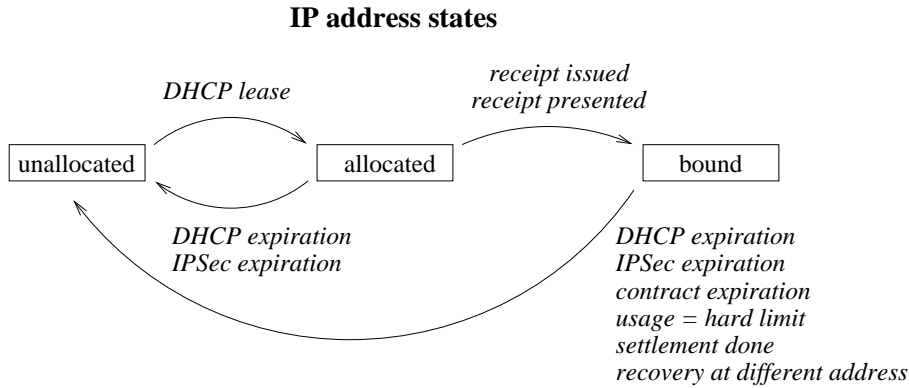 IP address states
DHCP lease
receipt issued
receipt presented
unallocated
allocated
bound
DHCP expiration
IPSec expiration
DHCP expiration
IPSec expiration
contract expiration
usage = hard limit
settlement done
recovery at different address